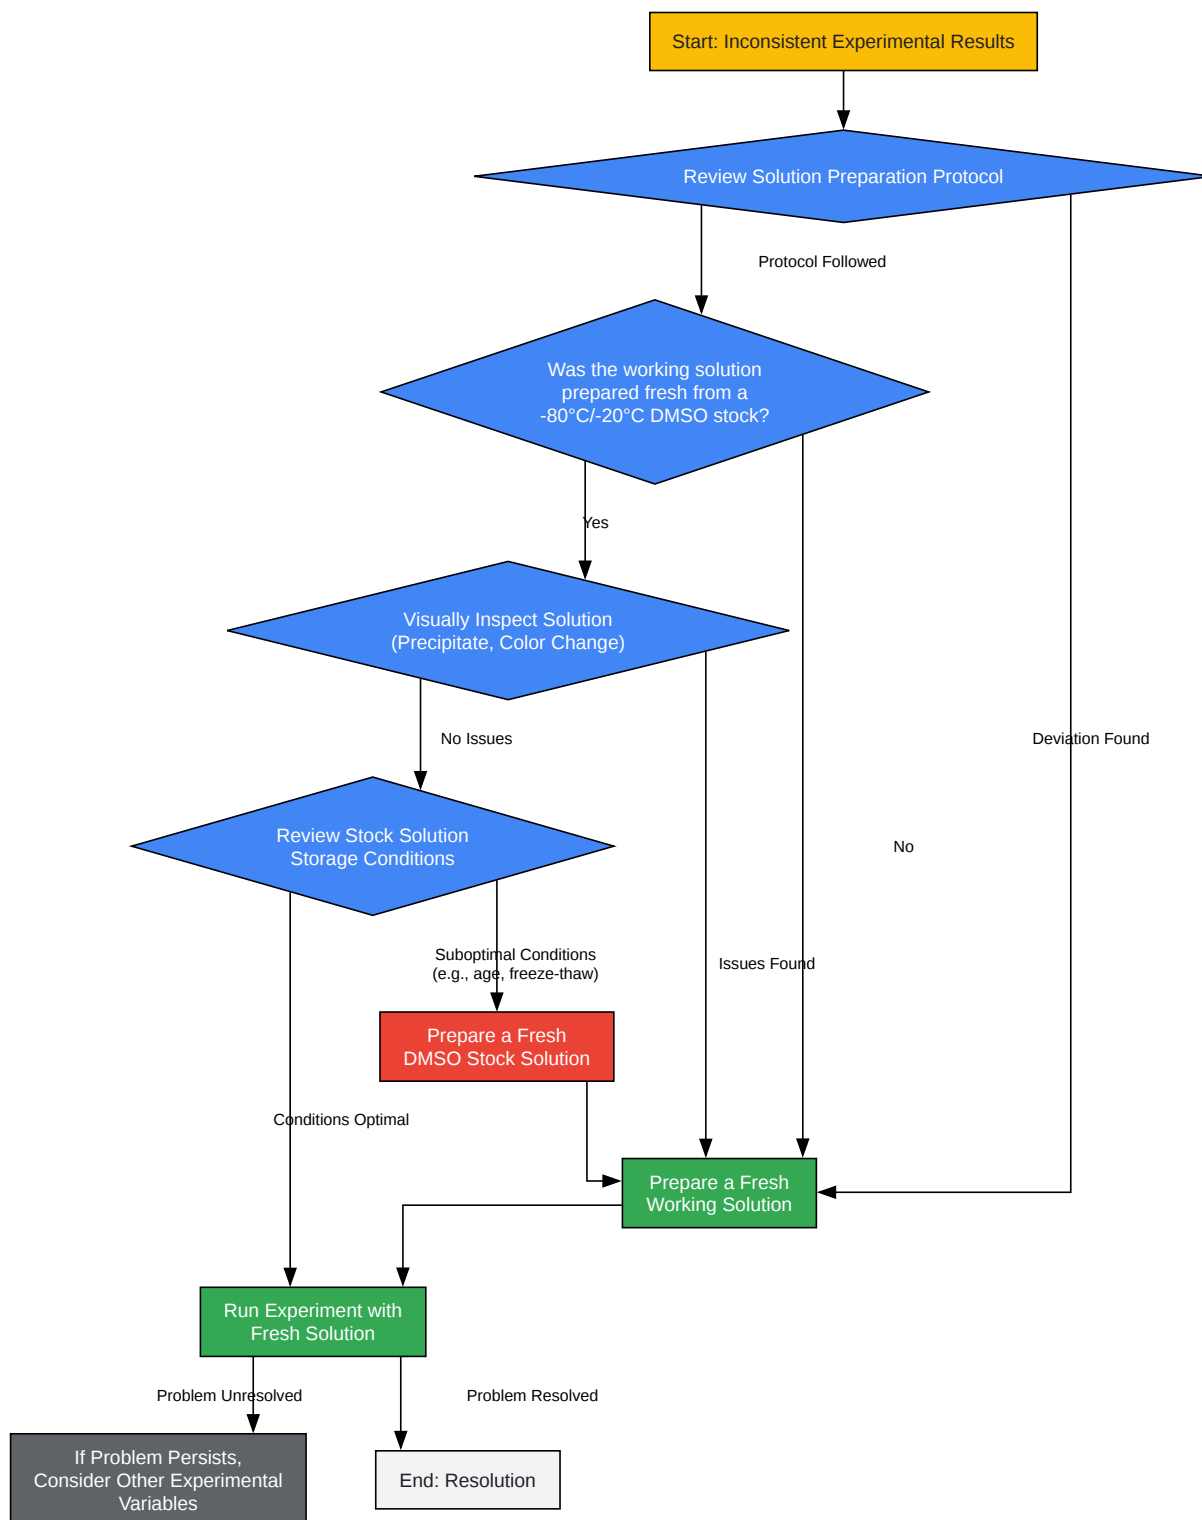 Start: Inconsistent Experimental Results
Review Solution Preparation Protocol
Protocol Followed
Was the working solution
prepared fresh from a
-80°C/-20°C DMSO stock?
Yes
Visually Inspect Solution
(Precipitate, Color Change)
No Issues
Deviation Found
Review Stock Solution
Storage Conditions
No
Suboptimal Conditions
(e.g., age, freeze-thaw)
Issues Found
Prepare a Fresh
DMSO Stock Solution
Conditions Optimal
Prepare a Fresh
Working Solution
Run Experiment with
Fresh Solution
Problem Unresolved
Problem Resolved
If Problem Persists,
Consider Other Experimental
Variables
End: Resolution